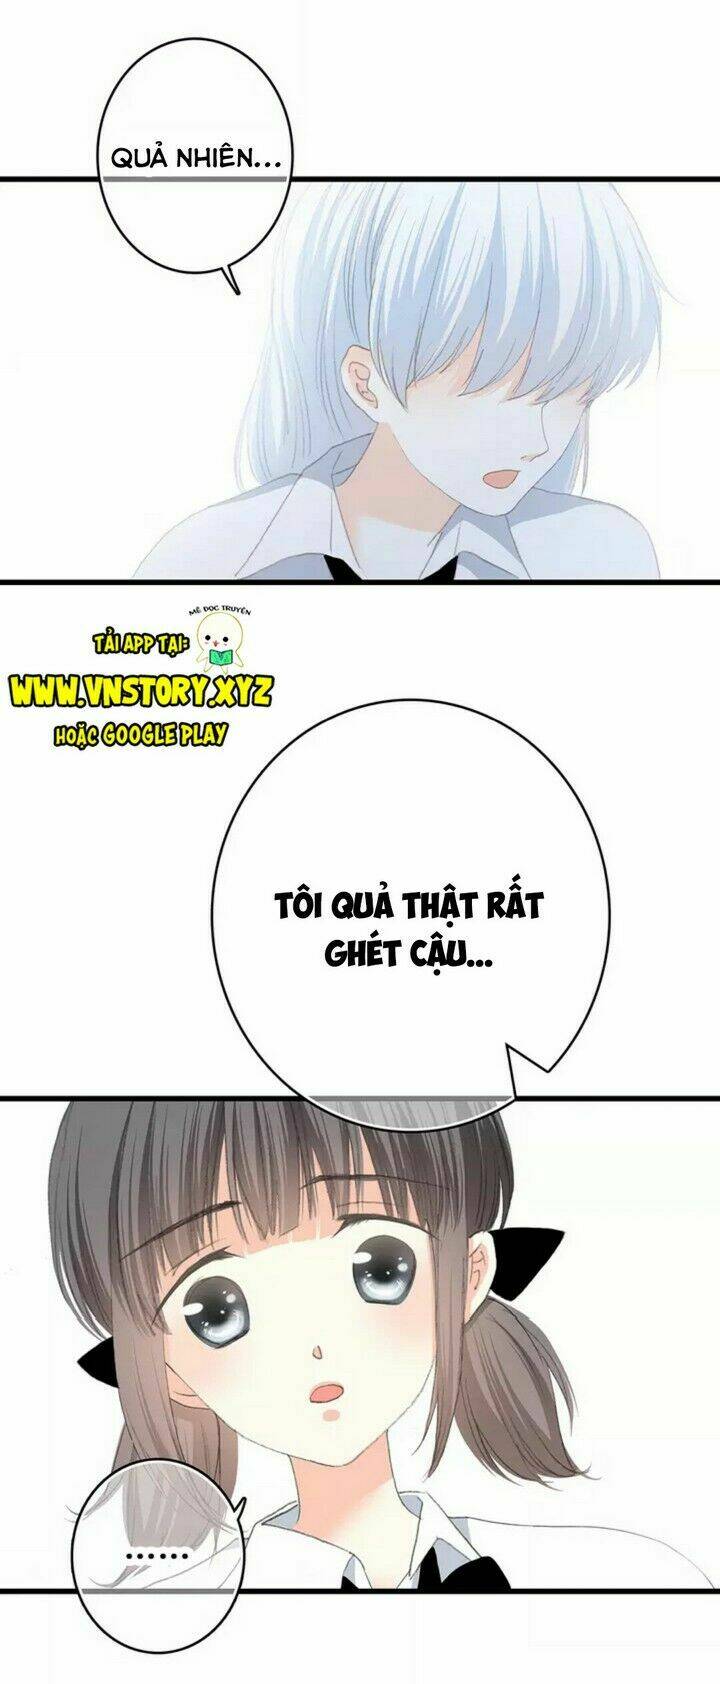 QUẢ NHIÊN...
MÊ ĐỌC TRUYỆN
TẢI APP TẠI:
WWW.VNSTORY.XYZ
HOẶC GOOGLE PLAY
TÔI QUẢ THẬT RẤT
GHÉT CẬU...
......